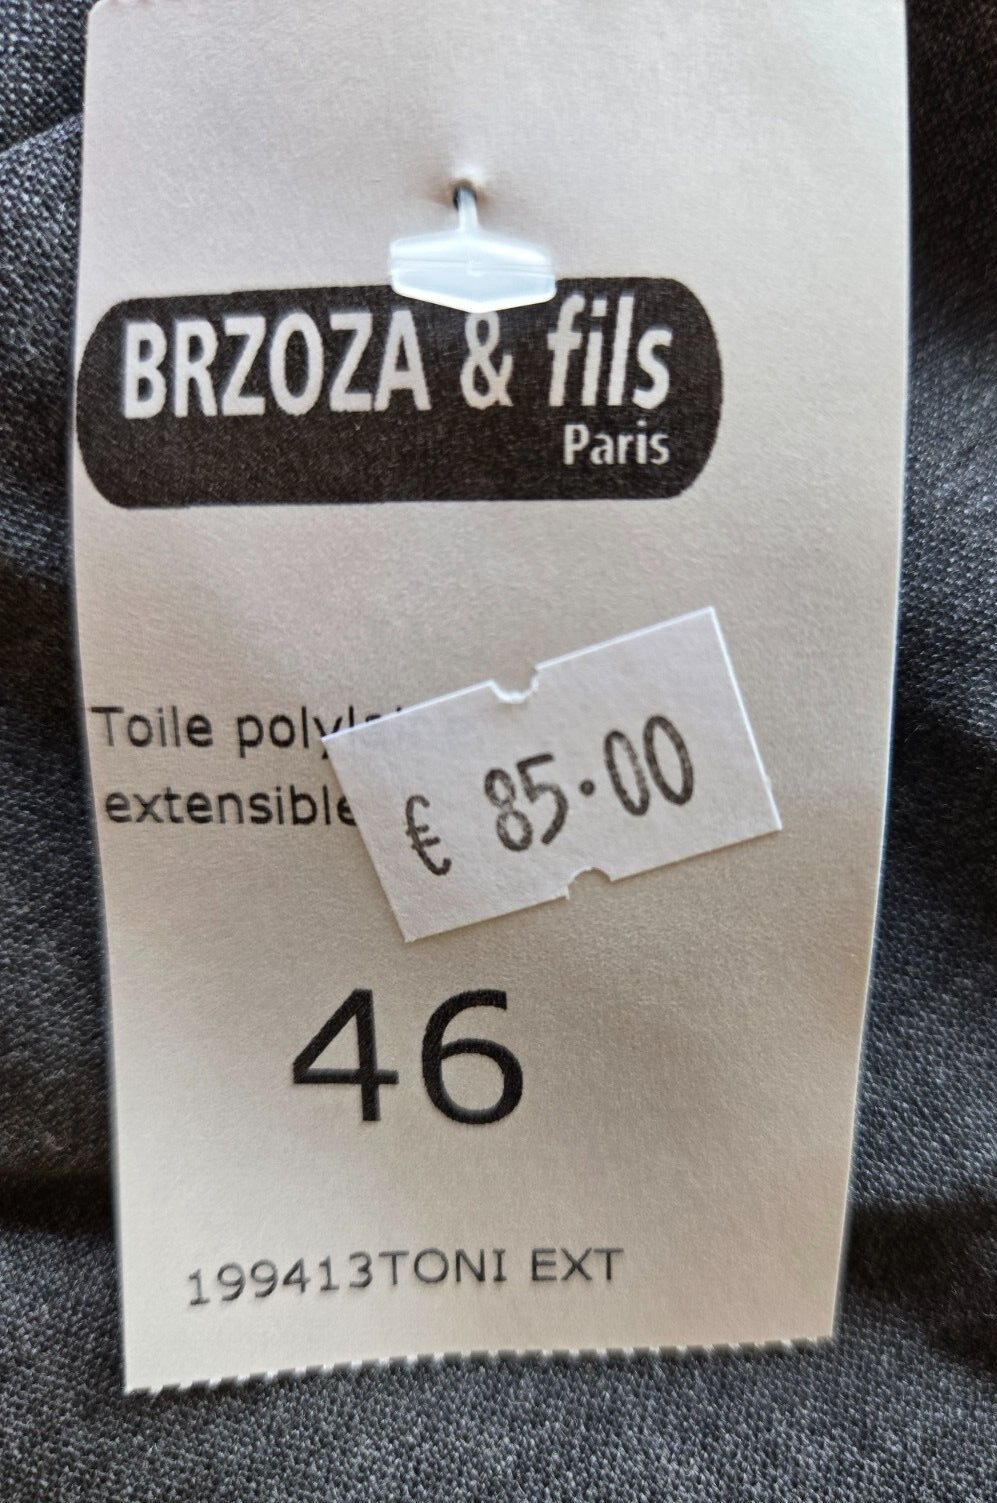 BRZOZA & fils
Paris
Toile
extensible
€ 85.00
46
199413TONI EXT